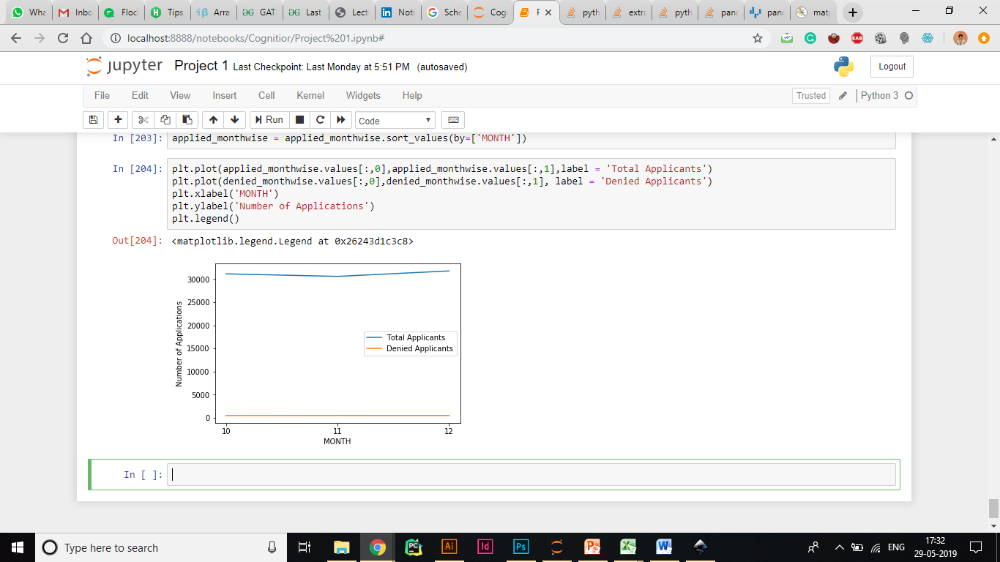 Wha Inbc Floc Tips Arra GAT Last Lect Noti Sche Cog F pyth extra pyth panc panc mat
localhost:8888/notebooks/Cognitior/Project%201.ipynb#
jupyter Project 1 Last Checkpoint: Last Monday at 5:51 PM (autosaved) Logout
File Edit View Insert Cell Kernel Widgets Help Trusted Python 3
Run Code
In [203]: applied_monthwise = applied_monthwise.sort_values(by=['MONTH'])
In [204]: plt.plot(applied_monthwise.values[:,0],applied_monthwise.values[:,1],label = 'Total Applicants')
plt.plot(denied_monthwise.values[:,0],denied_monthwise.values[:,1], label = 'Denied Applicants')
plt.xlabel('MONTH')
plt.ylabel('Number of Applications')
plt.legend()
Out[204]: <matplotlib.legend.Legend at 0x26243d1c3c8>
30000
25000
20000
15000
10000
5000
0
Number of Applications
Total Applicants
Denied Applicants
10 11 12
MONTH
In [ ]:
Type here to search
PC Ai Id Ps P X W
ENG
17:32
29-05-2019